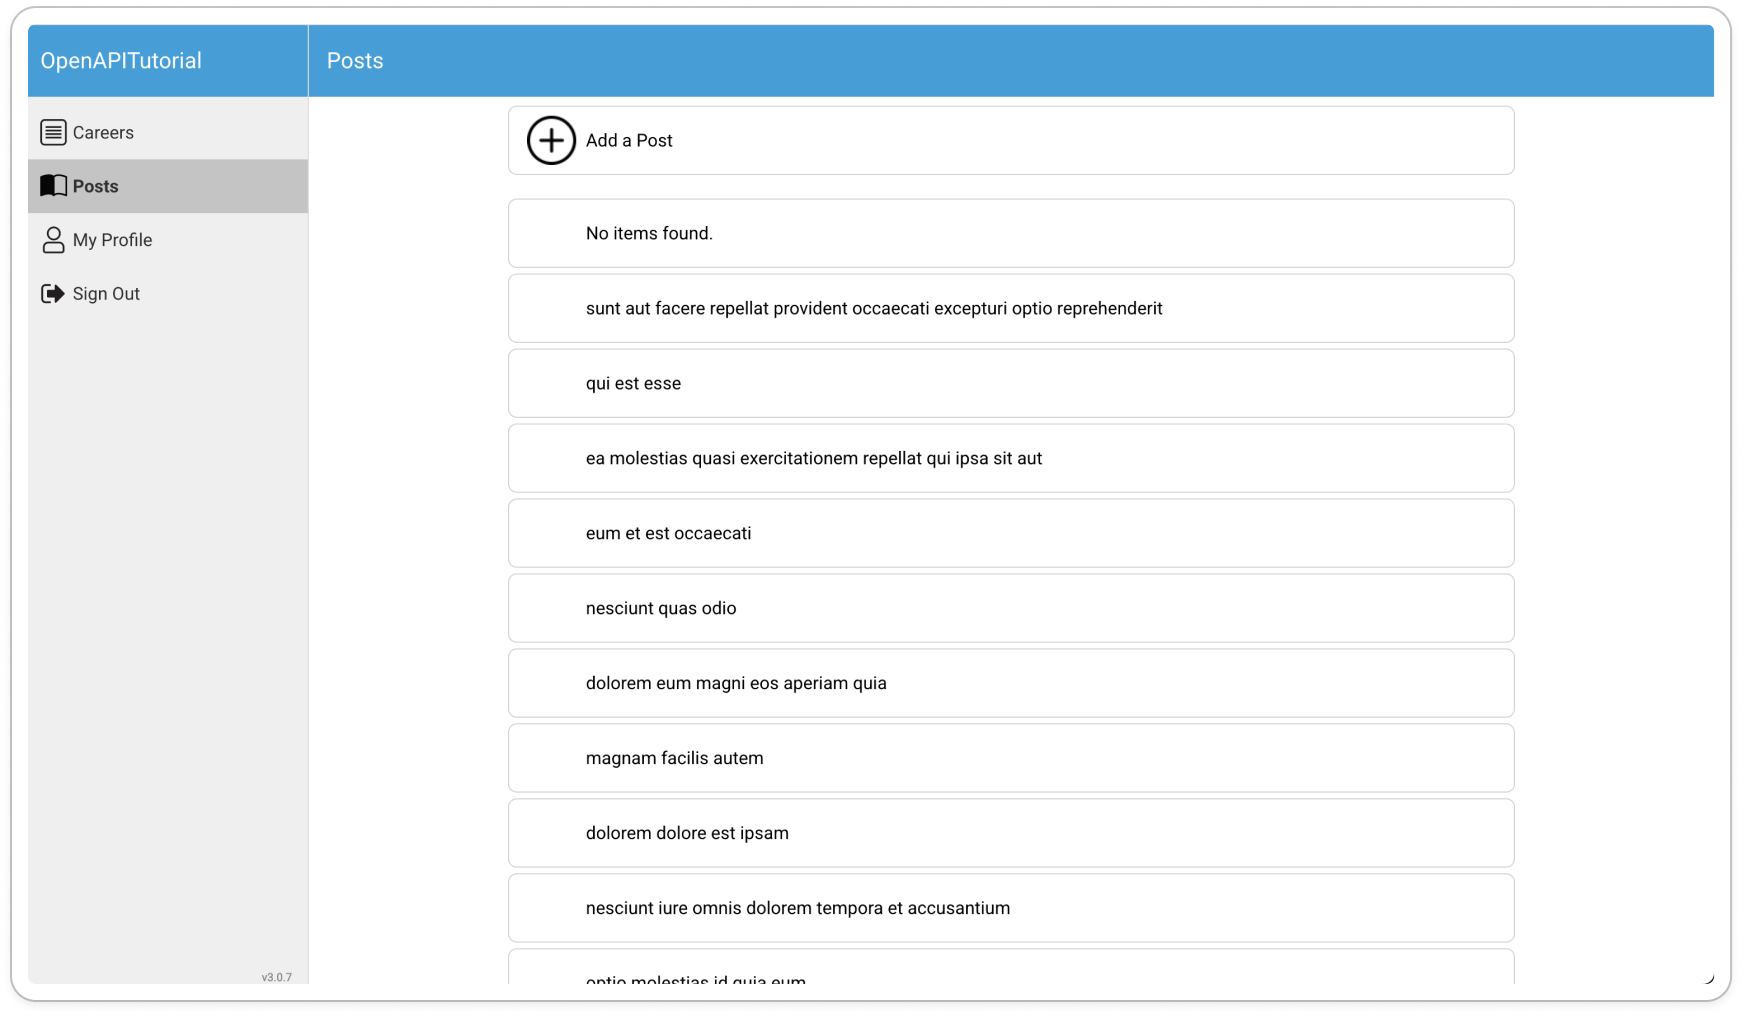 OpenAPITutorial
Posts
Careers
Posts
My Profile
Sign Out
v3.0.7
Add a Post
No items found.
sunt aut facere repellat provident occaecati excepturi optio reprehenderit
qui est esse
ea molestias quasi exercitationem repellat qui ipsa sit aut
eum et est occaecati
nesciunt quas odio
dolorem eum magni eos aperiam quia
magnam facilis autem
dolorem dolore est ipsam
nesciunt iure omnis dolorem tempora et accusantium
optio molestias id quia eum